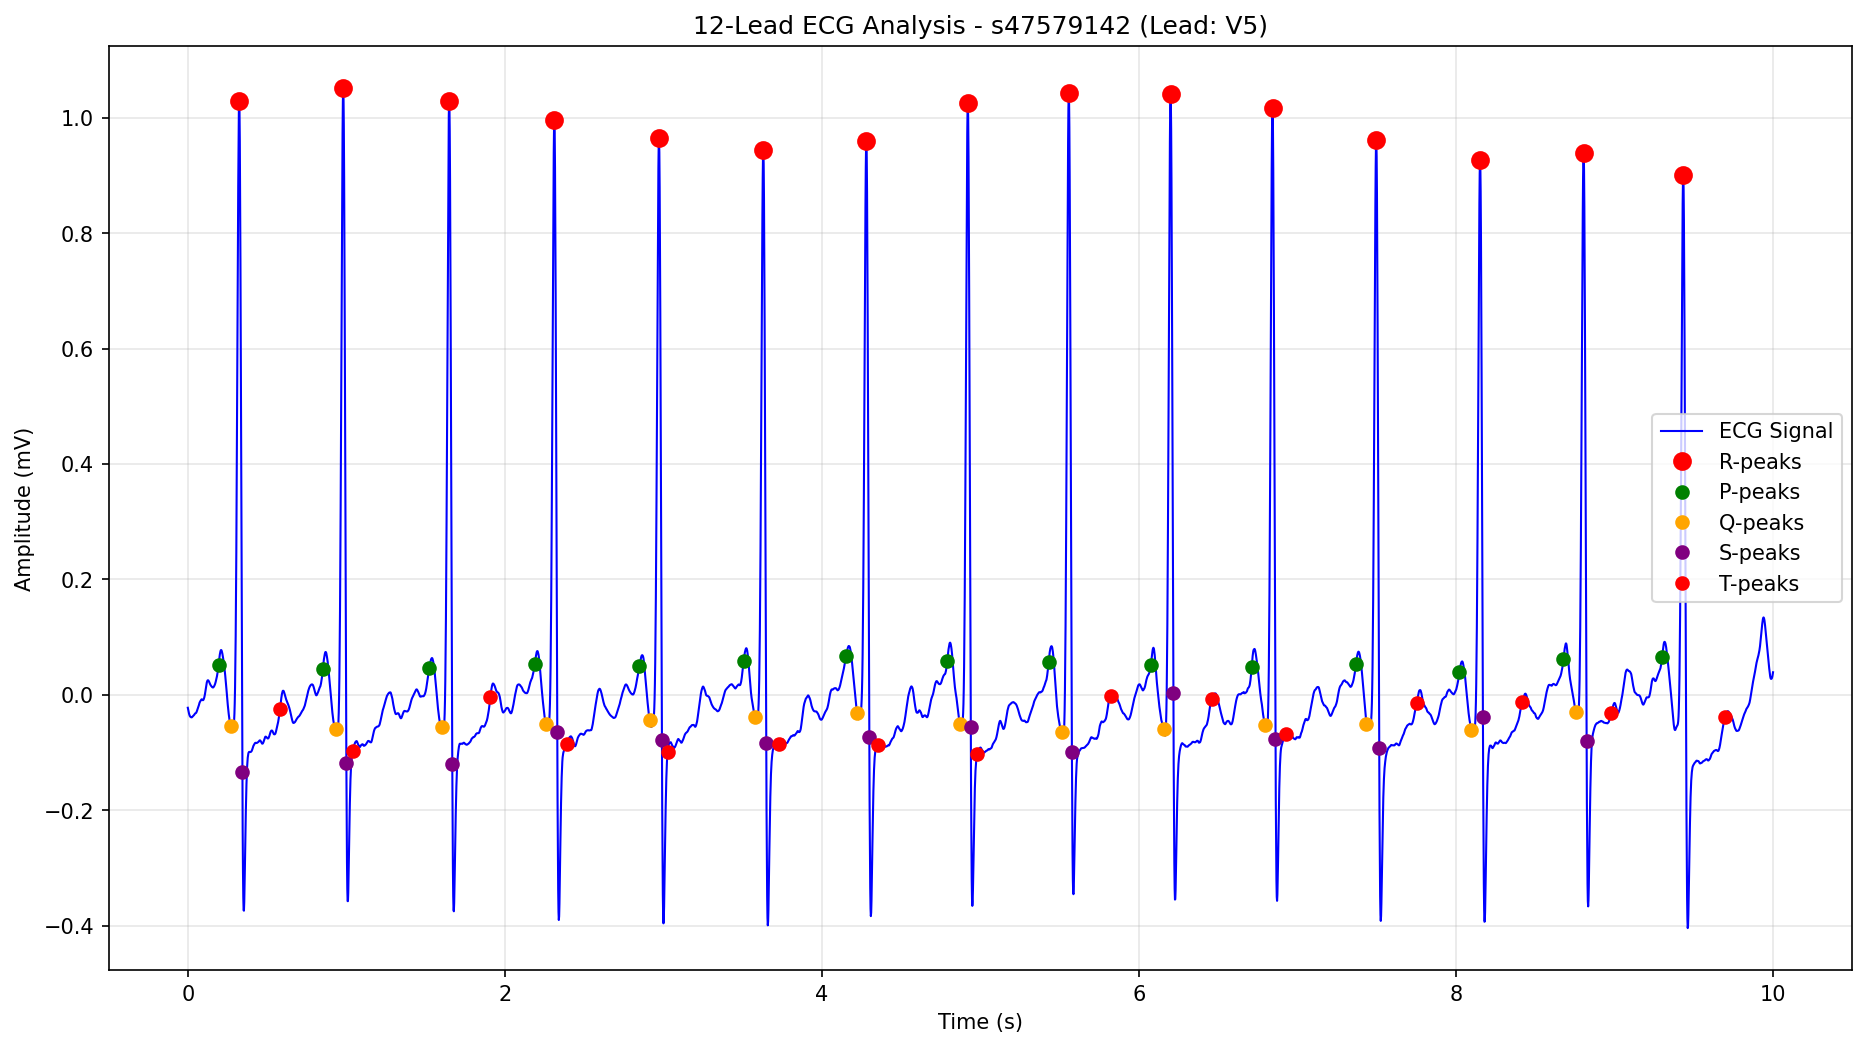 12-Lead ECG Analysis - s47579142 (Lead: V5)
Amplitude (mV)
1.0
0.8
0.6
0.4
0.2
0.0
−0.2
−0.4
ECG Signal
R-peaks
P-peaks
Q-peaks
S-peaks
T-peaks
0 2 4 6 8 10
Time (s)